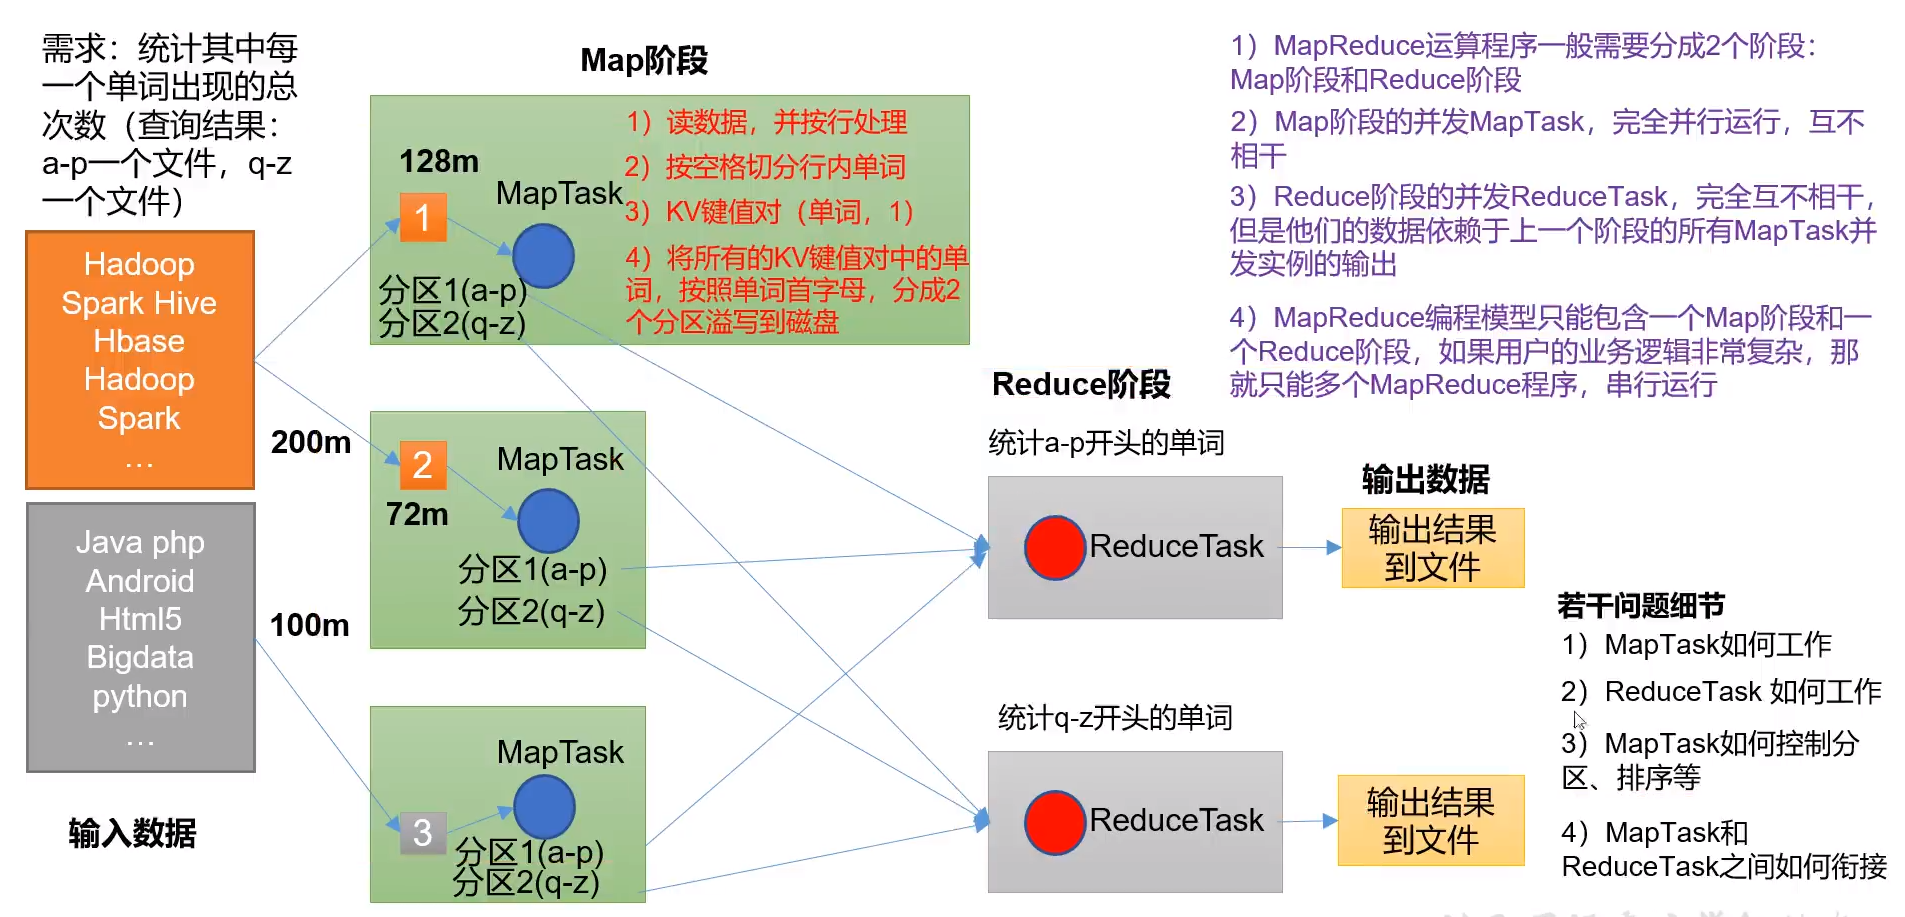 需求：统计其中每
一个单词出现的总
次数（查询结果：
a-p一个文件，q-z
一个文件）
Hadoop
Spark Hive
Hbase
Hadoop
Spark
…
200m
Java php
Android
Html5
Bigdata
python
…
100m
输入数据
Map阶段
128m
1
MapTask
分区1(a-p)
分区2(q-z)
1）读数据，并按行处理
2）按空格切分行内单词
3）KV键值对（单词，1）
4）将所有的KV键值对中的单
词，按照单词首字母，分成2
个分区溢写到磁盘
2
72m
MapTask
分区1(a-p)
分区2(q-z)
3
MapTask
分区1(a-p)
分区2(q-z)
Reduce阶段
统计a-p开头的单词
ReduceTask
统计q-z开头的单词
ReduceTask
输出数据
输出结果
到文件
输出结果
到文件
1）MapReduce运算程序一般需要分成2个阶段：
Map阶段和Reduce阶段
2）Map阶段的并发MapTask，完全并行运行，互不
相干
3）Reduce阶段的并发ReduceTask，完全互不相干，
但是他们的数据依赖于上一个阶段的所有MapTask并
发实例的输出
4）MapReduce编程模型只能包含一个Map阶段和一
个Reduce阶段，如果用户的业务逻辑非常复杂，那
就只能多个MapReduce程序，串行运行
若干问题细节
1）MapTask如何工作
2）ReduceTask 如何工作
3）MapTask如何控制分
区、排序等
4）MapTask和
ReduceTask之间如何衔接